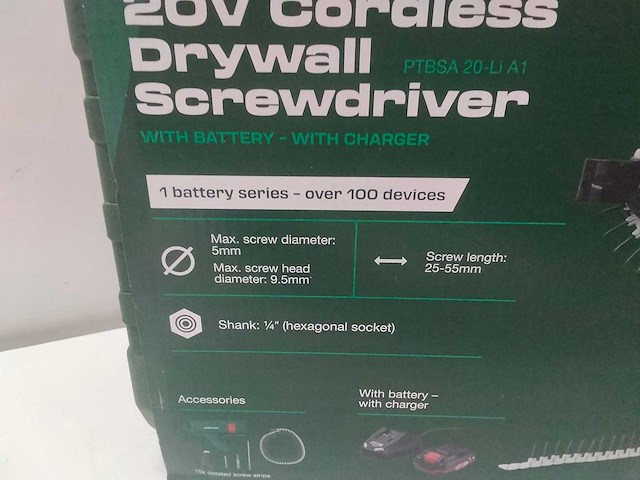 20V Cordless
Drywall PTBSA 20-Li A1
Screwdriver
WITH BATTERY – WITH CHARGER
1 battery series – over 100 devices
Max. screw diameter:
5mm
Max. screw head
diameter: 9.5mm
Screw length:
25-55mm
Shank: ¼" (hexagonal socket)
Accessories
With battery –
with charger
screw strips